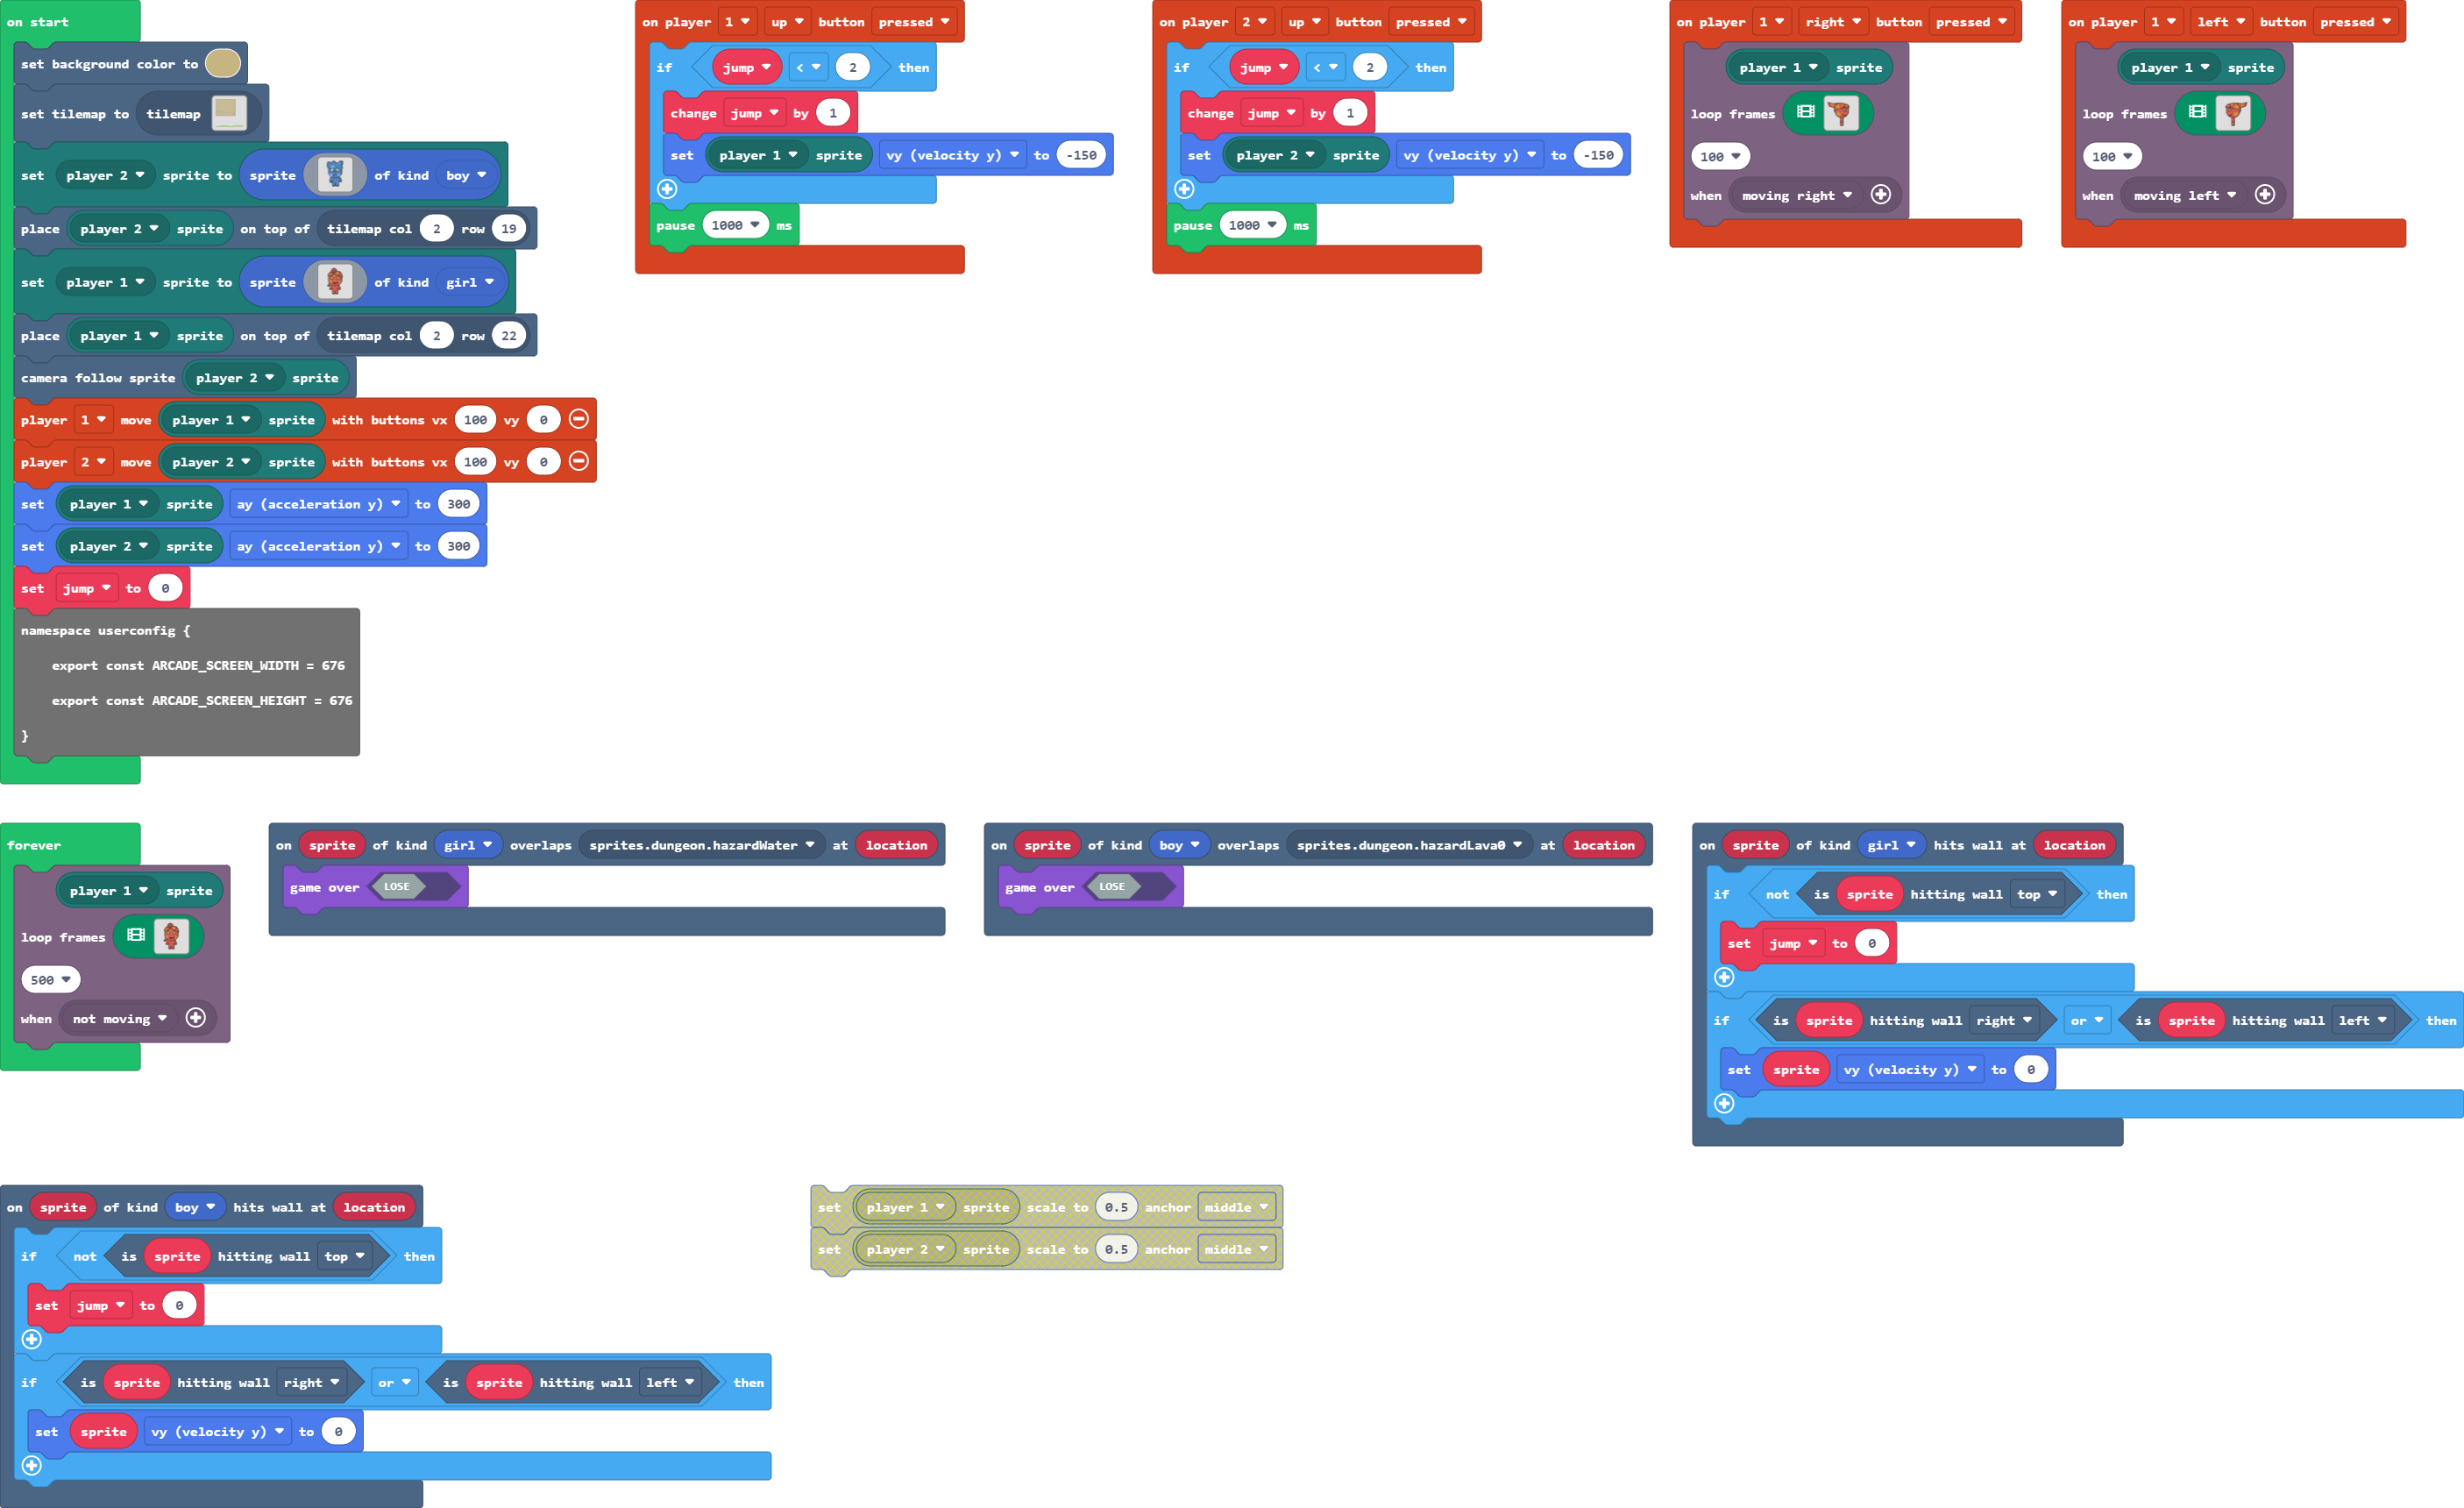 on start
set background color to
set tilemap to tilemap
set player 2 sprite to sprite of kind boy
place player 2 sprite on top of tilemap col 2 row 19
set player 1 sprite to sprite of kind girl
place player 1 sprite on top of tilemap col 2 row 22
camera follow sprite player 2 sprite
player 1 move player 1 sprite with buttons vx 100 vy 0
player 2 move player 2 sprite with buttons vx 100 vy 0
set player 1 sprite ay (acceleration y) to 300
set player 2 sprite ay (acceleration y) to 300
set jump to 0
namespace userconfig {
export const ARCADE_SCREEN_WIDTH = 676
export const ARCADE_SCREEN_HEIGHT = 676
}
on player 1 up button pressed
if jump < 2 then
change jump by 1
set player 1 sprite vy (velocity y) to -150
pause 1000 ms
on player 2 up button pressed
if jump < 2 then
change jump by 1
set player 2 sprite vy (velocity y) to -150
pause 1000 ms
on player 1 right button pressed
player 1 sprite
loop frames
100
when moving right
on player 1 left button pressed
player 1 sprite
loop frames
100
when moving left
forever
player 1 sprite
loop frames
500
when not moving
on sprite of kind girl overlaps sprites.dungeon.hazardWater at location
game over LOSE
on sprite of kind boy overlaps sprites.dungeon.hazardLava0 at location
game over LOSE
on sprite of kind girl hits wall at location
if not is sprite hitting wall top then
set jump to 0
if is sprite hitting wall right or is sprite hitting wall left then
set sprite vy (velocity y) to 0
on sprite of kind boy hits wall at location
if not is sprite hitting wall top then
set jump to 0
if is sprite hitting wall right or is sprite hitting wall left then
set sprite vy (velocity y) to 0
set player 1 sprite scale to 0.5 anchor middle
set player 2 sprite scale to 0.5 anchor middle